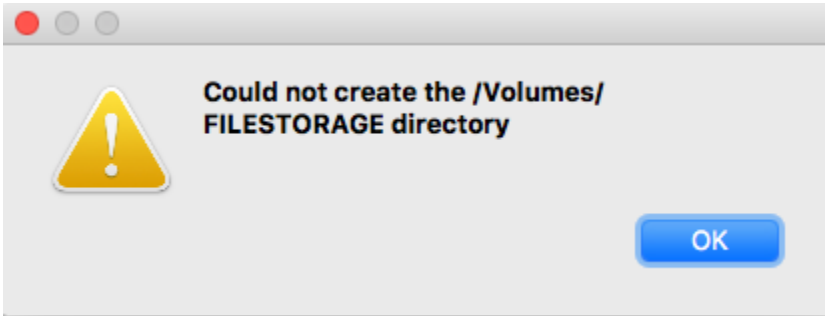 Could not create the /Volumes/
FILESTORAGE directory
OK